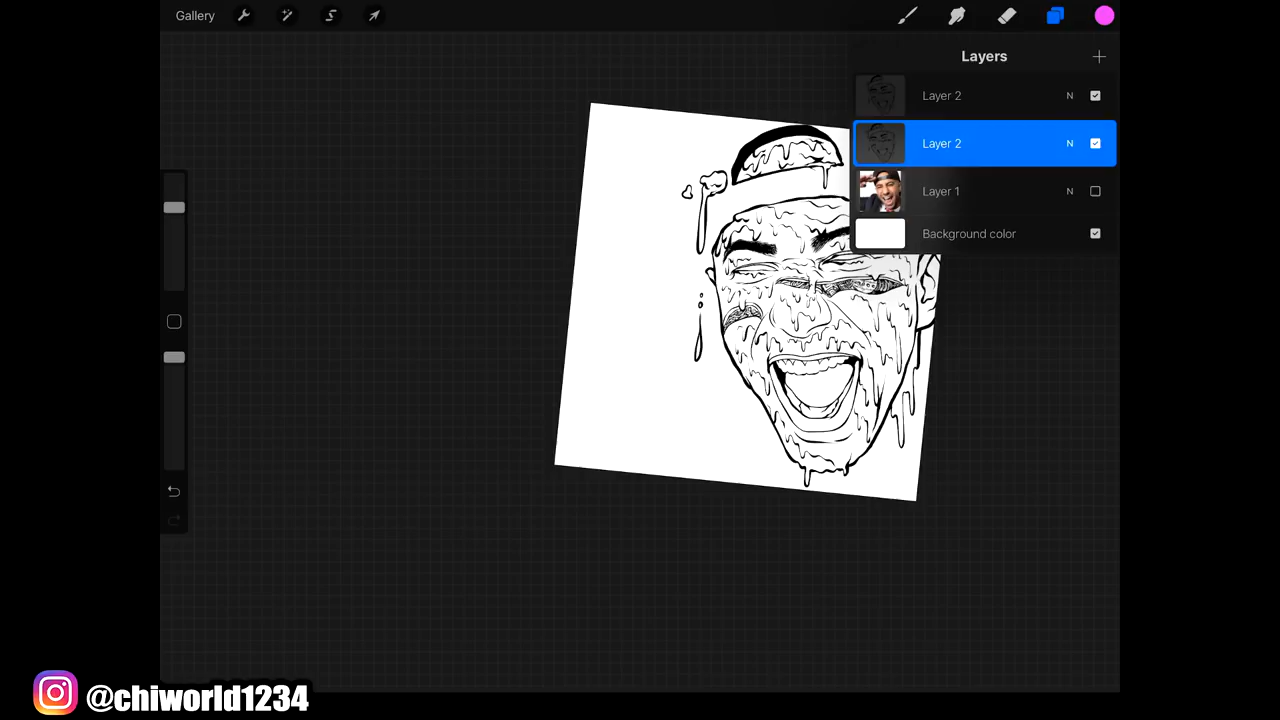 Gallery
Layers
Layer 2 N
Layer 2 N
Layer 1 N
Background color
@chiworld1234